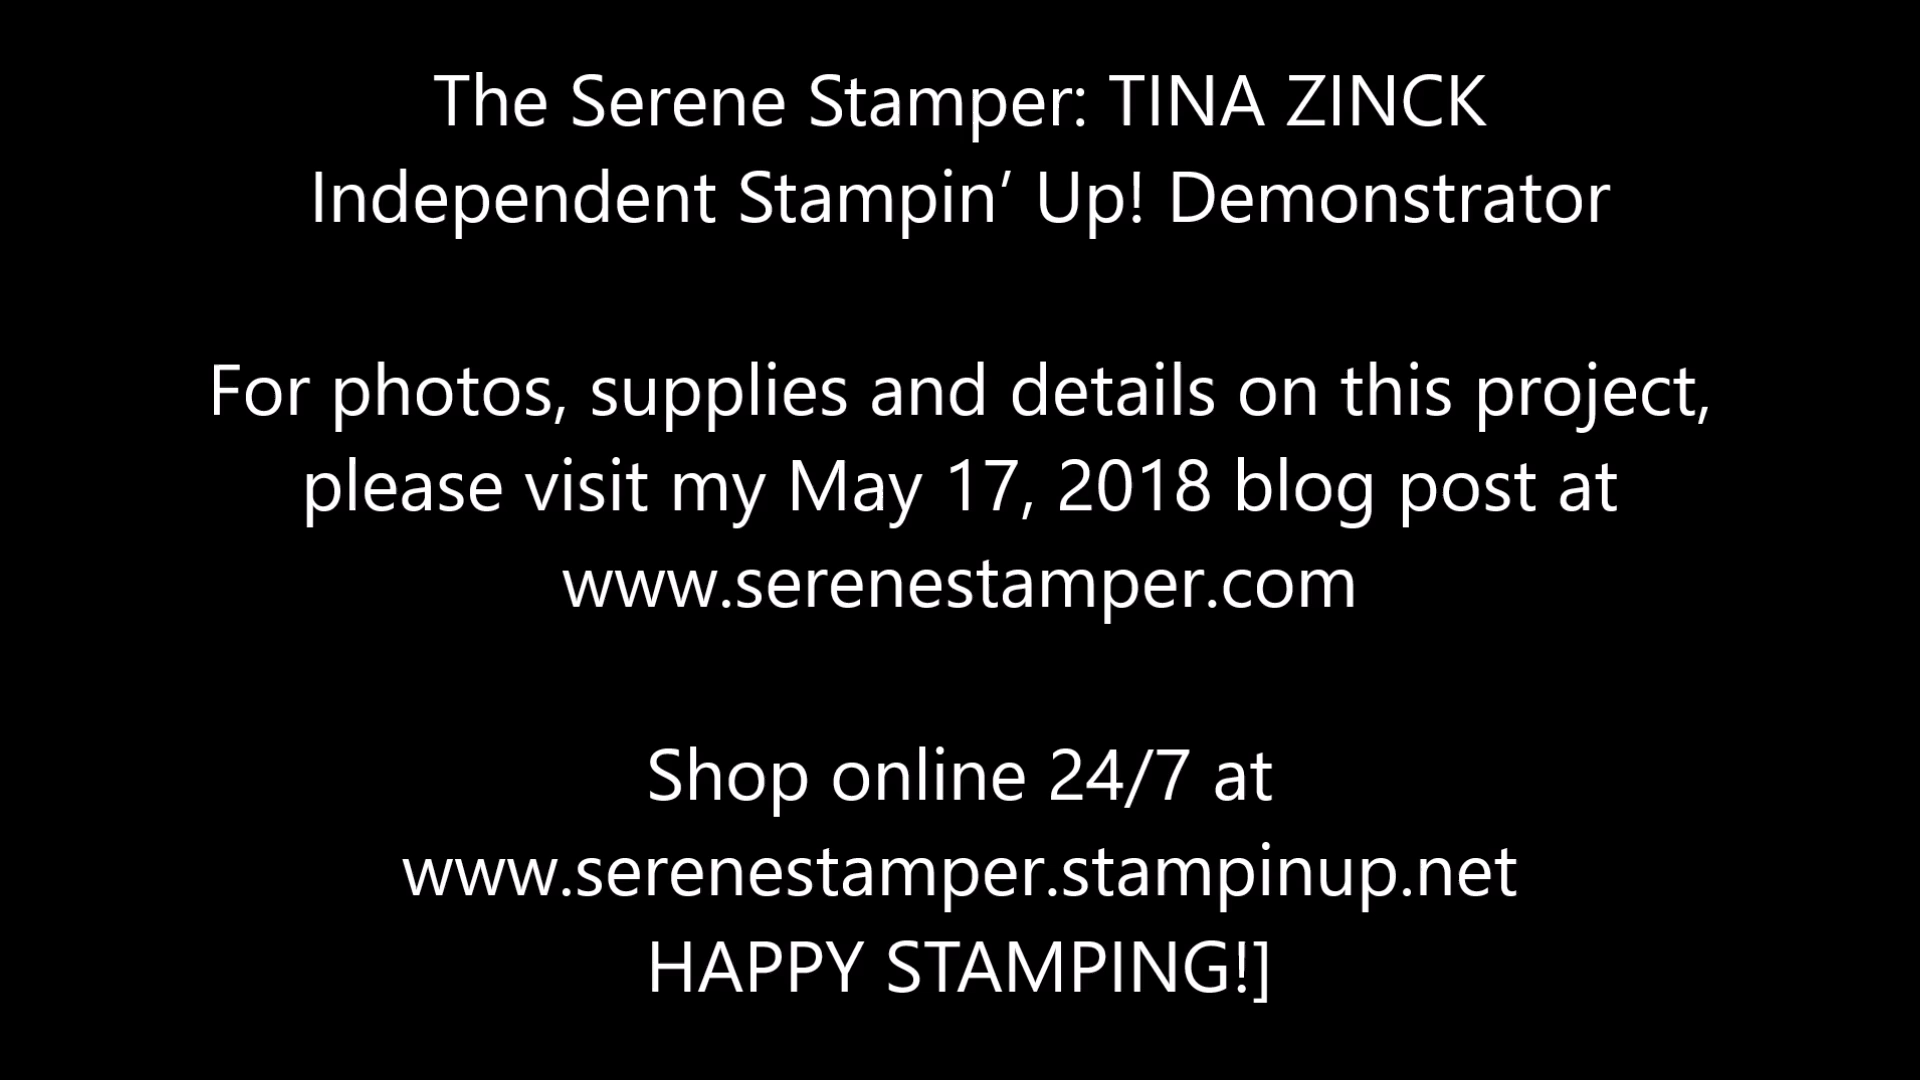 The Serene Stamper: TINA ZINCK
Independent Stampin’ Up! Demonstrator
For photos, supplies and details on this project,
please visit my May 17, 2018 blog post at
www.serenestamper.com
Shop online 24/7 at
www.serenestamper.stampinup.net
HAPPY STAMPING!]